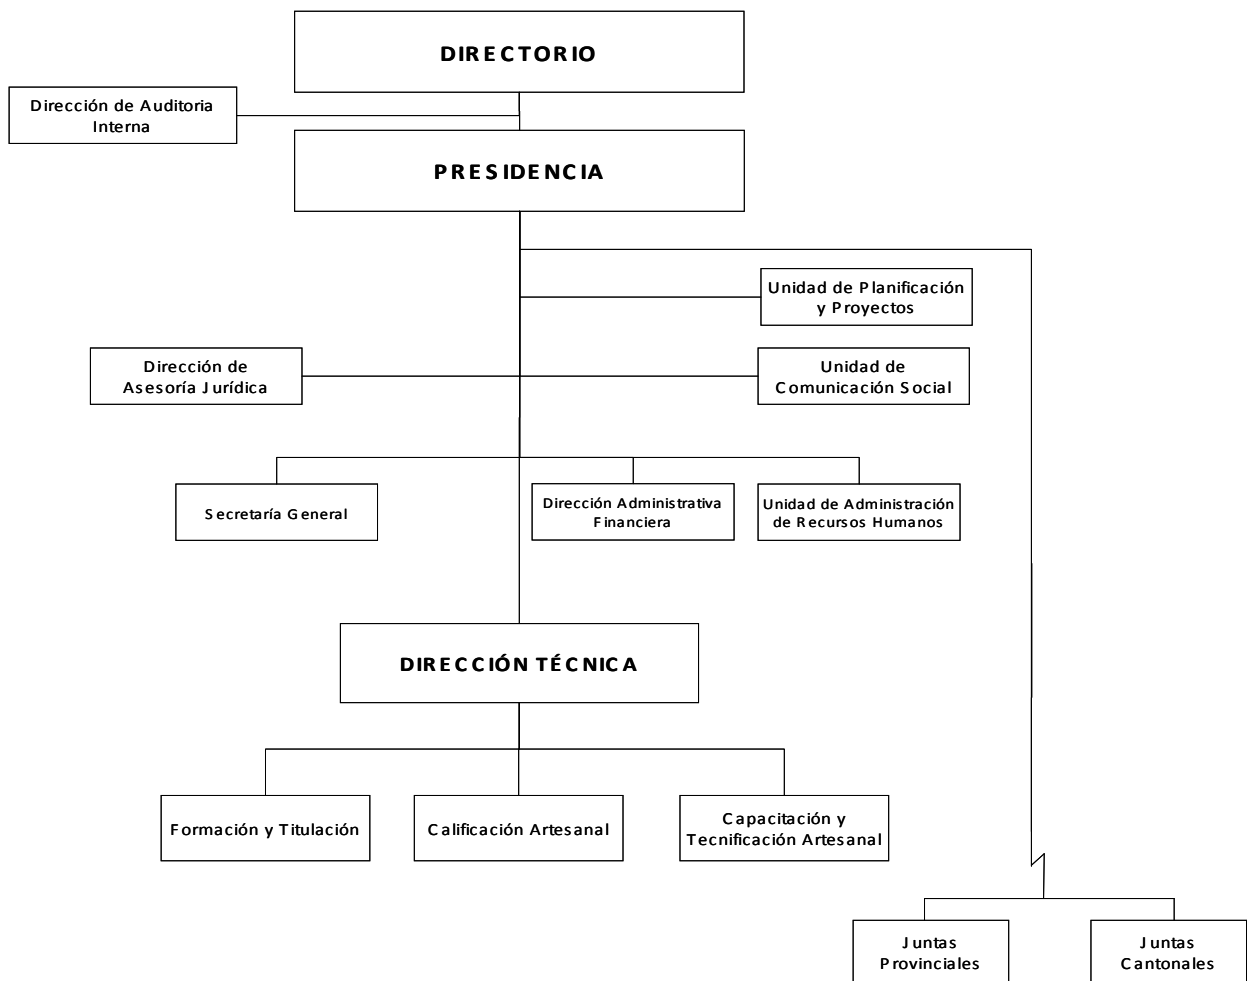 DIRECTORIO
Dirección de Auditoria
Interna
PRESIDENCIA
Unidad de Planificación
y Proyectos
Dirección de
Asesoría Jurídica
Unidad de
Comunicación Social
Secretaría General
Dirección Administrativa
Financiera
Unidad de Administración
de Recursos Humanos
DIRECCIÓN TÉCNICA
Formación y Titulación
Calificación Artesanal
Capacitación y
Tecnificación Artesanal
Juntas
Provinciales
Juntas
Cantonales